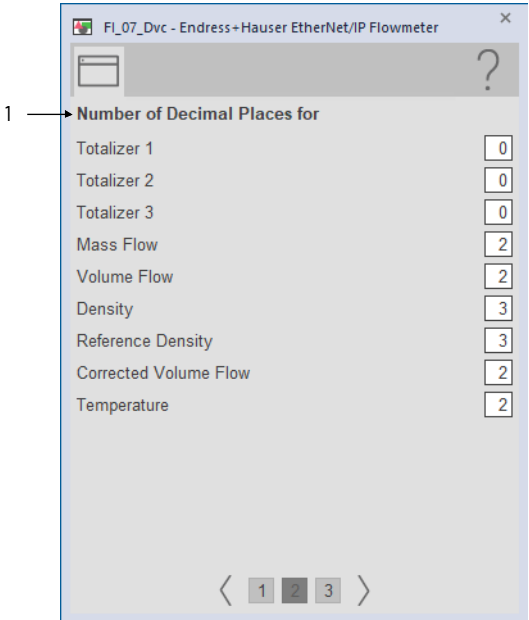 FI_07_Dvc - Endress+Hauser EtherNet/IP Flowmeter ×
?
1 Number of Decimal Places for
Totalizer 1 0
Totalizer 2 0
Totalizer 3 0
Mass Flow 2
Volume Flow 2
Density 3
Reference Density 3
Corrected Volume Flow 2
Temperature 2
1 2 3